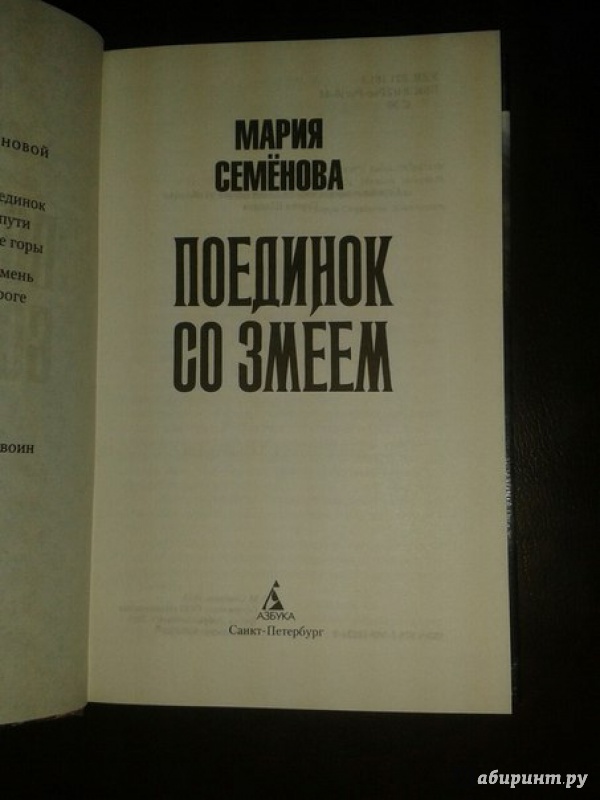 НОВОЙ
единок
пути
е горы
мень
роге
воин
МАРИЯ
СЕМЁНОВА
ПОЕДИНОК
СО ЗМЕЕМ
АЗБУКА
Санкт-Петербург
абиринт.ру